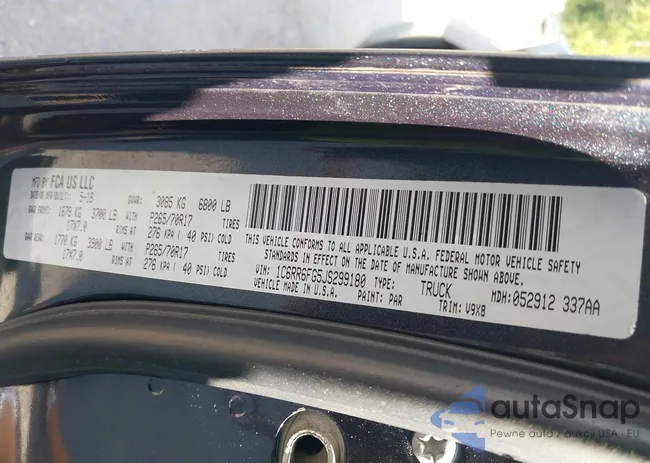 MFD BY FCA US LLC
DATE OF MFR: 5-18 GVWR: 3085 KG 6800 LB
GAWR FRONT: 1679 KG 3700 LB WITH P265/70R17 TIRES
17X7.0 RIMS AT 276 KPA ( 40 PSI) COLD
GAWR REAR: 1770 KG 3900 LB WITH P265/70R17 TIRES
17X7.0 RIMS AT 276 KPA ( 40 PSI) COLD
THIS VEHICLE CONFORMS TO ALL APPLICABLE U.S.A. FEDERAL MOTOR VEHICLE SAFETY
STANDARDS IN EFFECT ON THE DATE OF MANUFACTURE SHOWN ABOVE.
VIN: 1C6RR6FG5JS299180 TYPE: TRUCK MDH: 052912 337AA
VEHICLE MADE IN U.S.A. PAINT: PAR TRIM: V9X8
autaSnap
Pewne auta z aukcji USA i EU